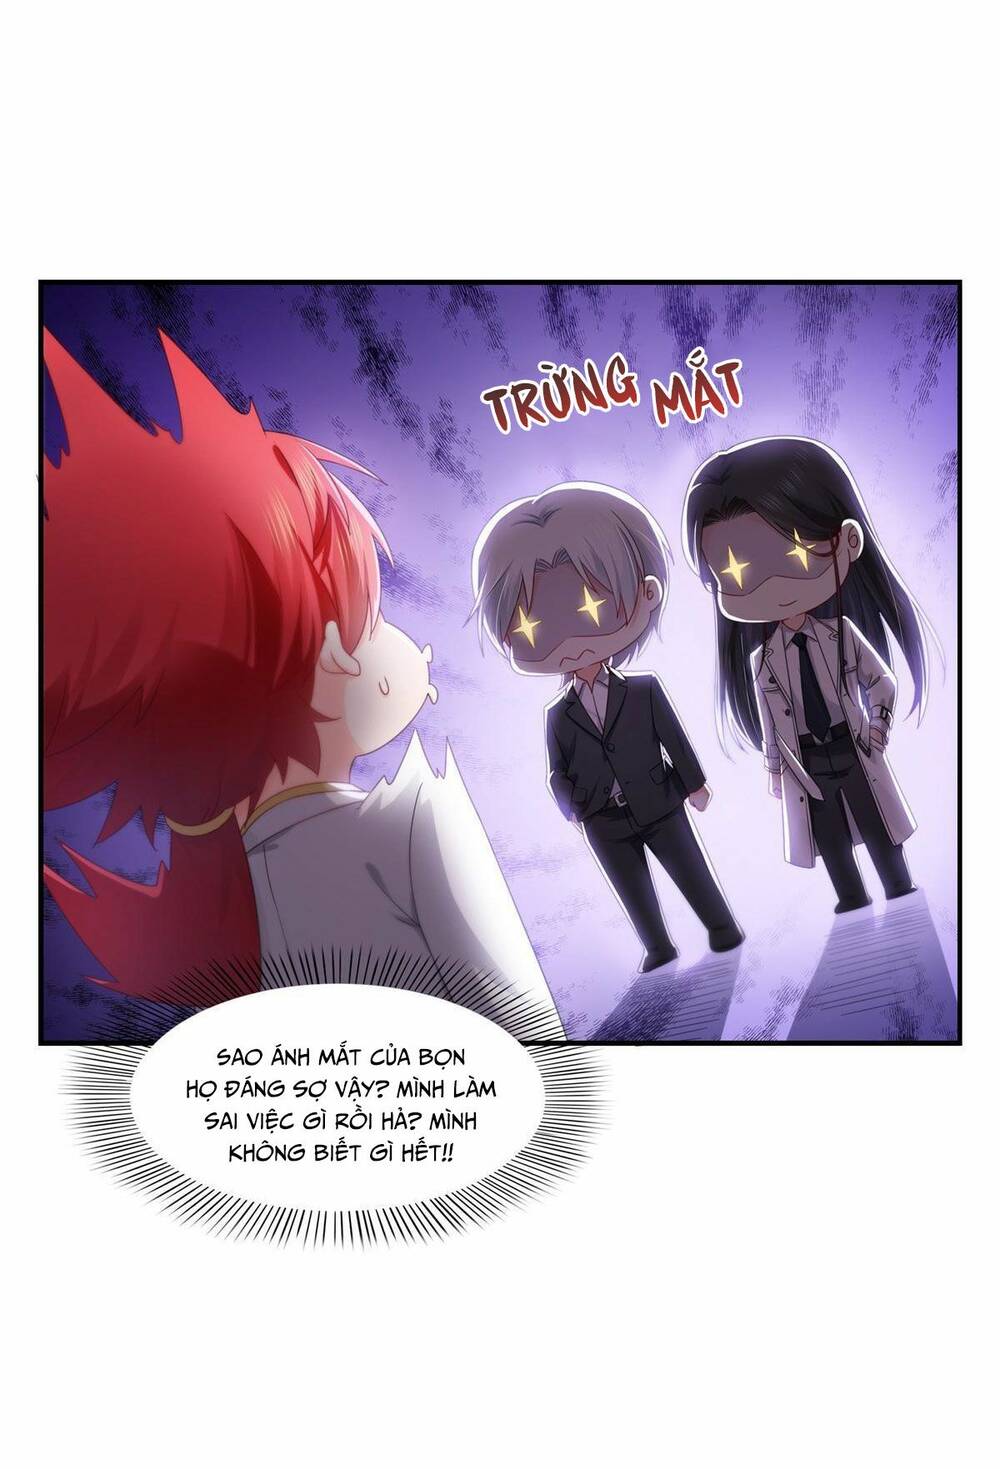 TRỪNG MẮT
SAO ÁNH MẮT CỦA BỌN
HỌ ĐÁNG SỢ VẬY? MÌNH LÀM
SAI VIỆC GÌ RỒI HẢ? MÌNH
KHÔNG BIẾT GÌ HẾT!!